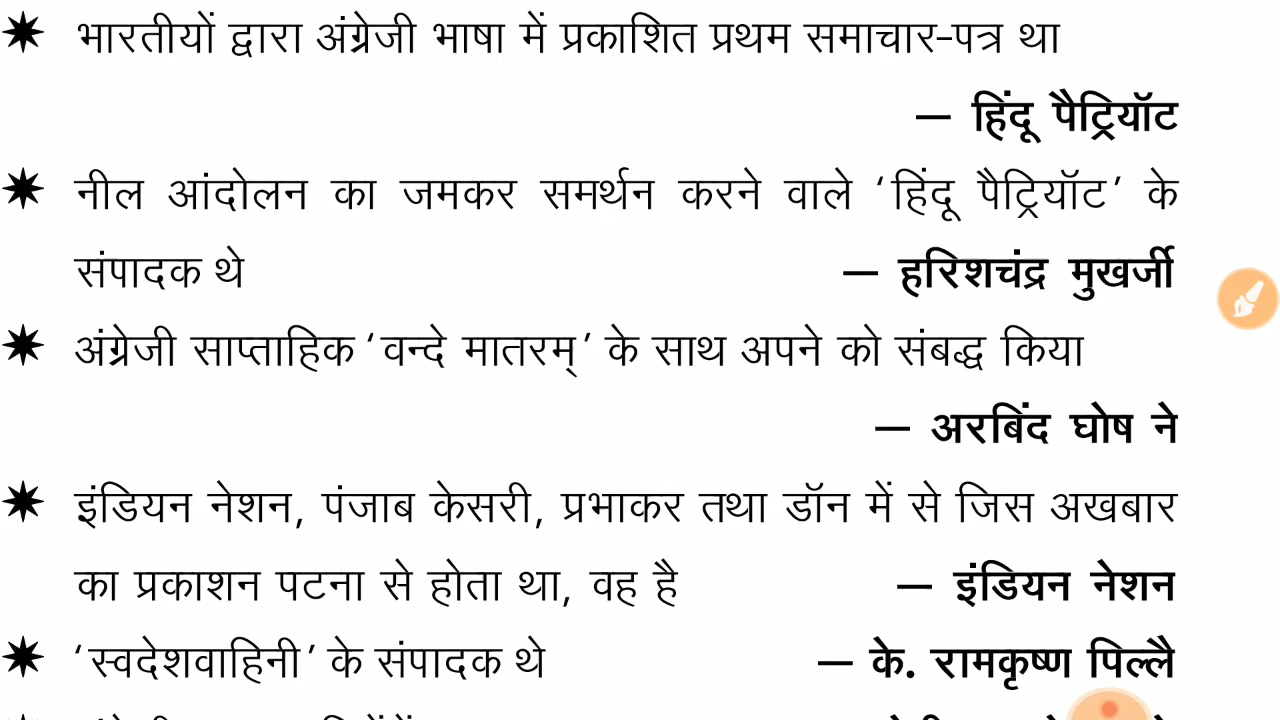 ✷ भारतीयों द्वारा अंग्रेजी भाषा में प्रकाशित प्रथम समाचार-पत्र था
— हिंदू पैट्रियॉट
✷ नील आंदोलन का जमकर समर्थन करने वाले ‘हिंदू पैट्रियॉट’ के
संपादक थे — हरिशचंद्र मुखर्जी
✷ अंग्रेजी साप्ताहिक ‘वन्दे मातरम्’ के साथ अपने को संबद्ध किया
— अरबिंद घोष ने
✷ इंडियन नेशन, पंजाब केसरी, प्रभाकर तथा डॉन में से जिस अखबार
का प्रकाशन पटना से होता था, वह है — इंडियन नेशन
✷ ‘स्वदेशवाहिनी’ के संपादक थे — के. रामकृष्ण पिल्लै